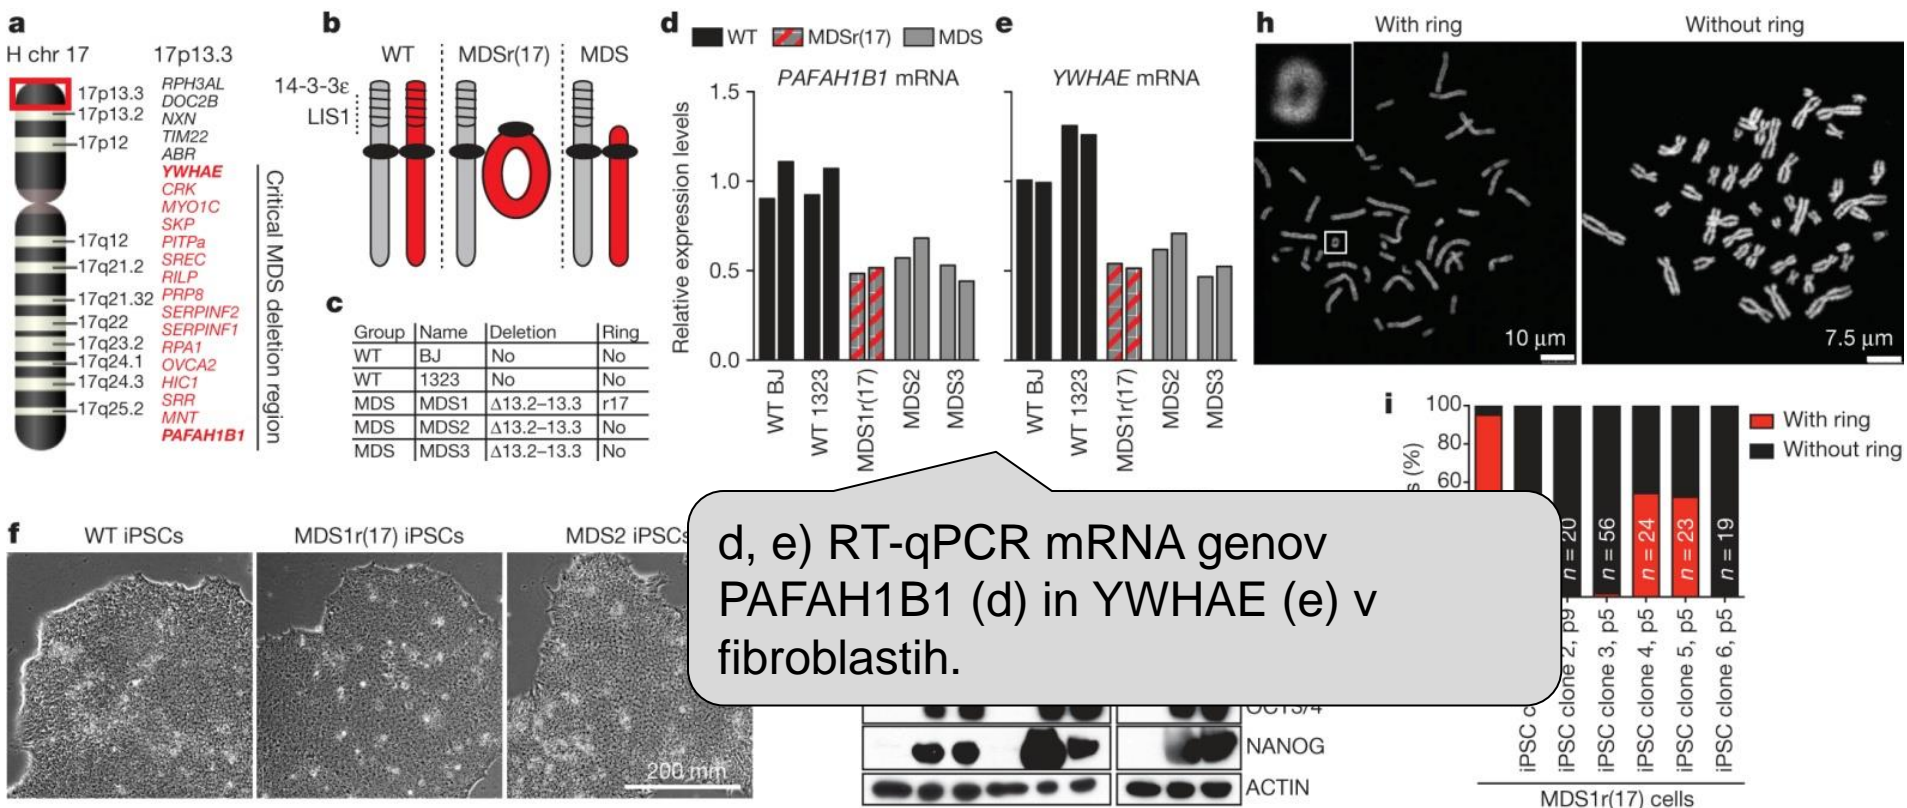 a
H chr 17
17p13.3
17p13.3
17p13.2
17p12
17q12
17q21.2
17q21.32
17q22
17q23.2
17q24.1
17q24.3
17q25.2
RPH3AL
DOC2B
NXN
TIM22
ABR
YWHAE
CRK
MYO1C
SKP
PITPa
SREC
RILP
PRP8
SERPINF2
SERPINF1
RPA1
OVCA2
HIC1
SRR
MNT
PAFAH1B1
Critical MDS deletion region
b
WT MDSr(17) MDS
14-3-3ε
LIS1
c
Group Name Deletion Ring
WT BJ No No
WT 1323 No No
MDS MDS1 Δ13.2–13.3 r17
MDS MDS2 Δ13.2–13.3 No
MDS MDS3 Δ13.2–13.3 No
d
WT MDSr(17) MDS
PAFAH1B1 mRNA
Relative expression levels
1.5
1.0
0.5
0.0
WT BJ
WT 1323
MDS1r(17)
MDS2
MDS3
e
YWHAE mRNA
WT BJ
WT 1323
MDS1r(17)
MDS2
MDS3
f
WT iPSCs
MDS1r(17) iPSCs
MDS2 iPSCs
200 mm
d, e) RT-qPCR mRNA genov
PAFAH1B1 (d) in YWHAE (e) v
fibroblastih.
OCT3/4
NANOG
ACTIN
h
With ring
Without ring
10 µm
7.5 µm
i
100
80
60
(%)
With ring
Without ring
n = 20
n = 56
n = 24
n = 23
n = 19
iPSC
2, p9
iPSC clone 3, p5
iPSC clone 4, p5
iPSC clone 5, p5
iPSC clone 6, p5
MDS1r(17) cells